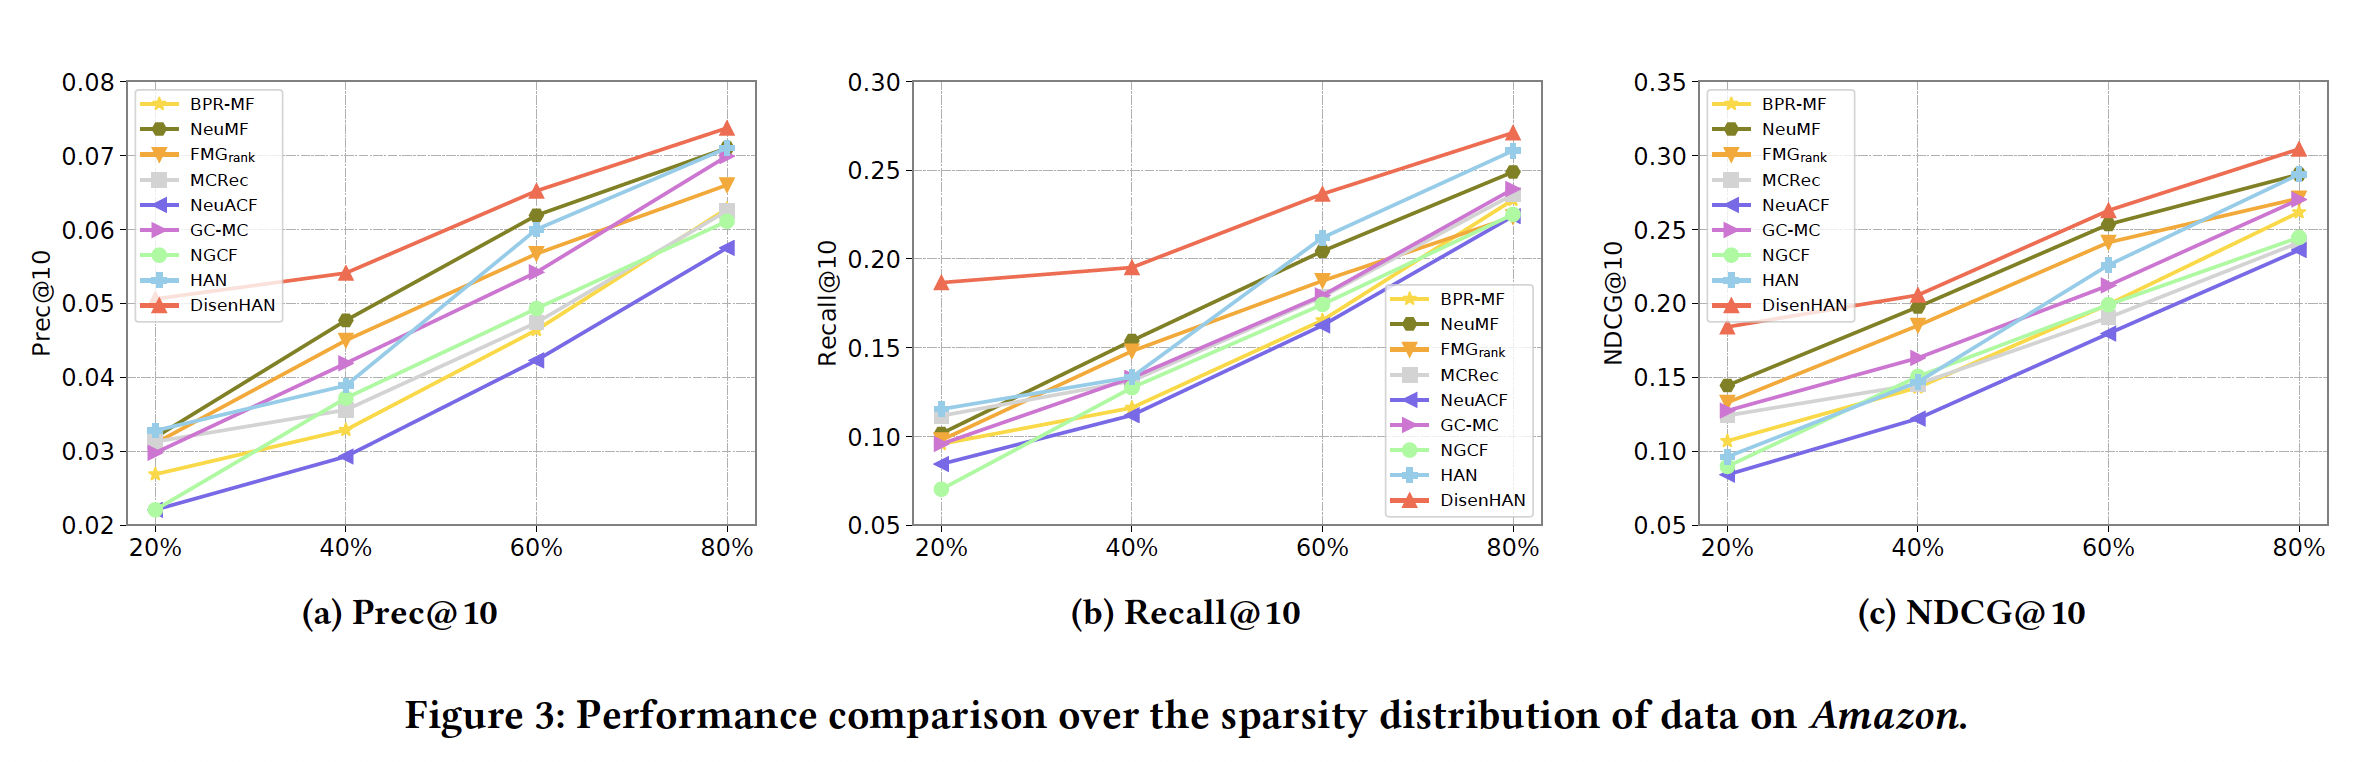 Prec@10
0.08
0.07
0.06
0.05
0.04
0.03
0.02
BPR-MF
NeuMF
FMGrank
MCRec
NeuACF
GC-MC
NGCF
HAN
DisenHAN
20% 40% 60% 80%
(a) Prec@10
Recall@10
0.30
0.25
0.20
0.15
0.10
0.05
BPR-MF
NeuMF
FMGrank
MCRec
NeuACF
GC-MC
NGCF
HAN
DisenHAN
20% 40% 60% 80%
(b) Recall@10
NDCG@10
0.35
0.30
0.25
0.20
0.15
0.10
0.05
BPR-MF
NeuMF
FMGrank
MCRec
NeuACF
GC-MC
NGCF
HAN
DisenHAN
20% 40% 60% 80%
(c) NDCG@10
Figure 3: Performance comparison over the sparsity distribution of data on Amazon.